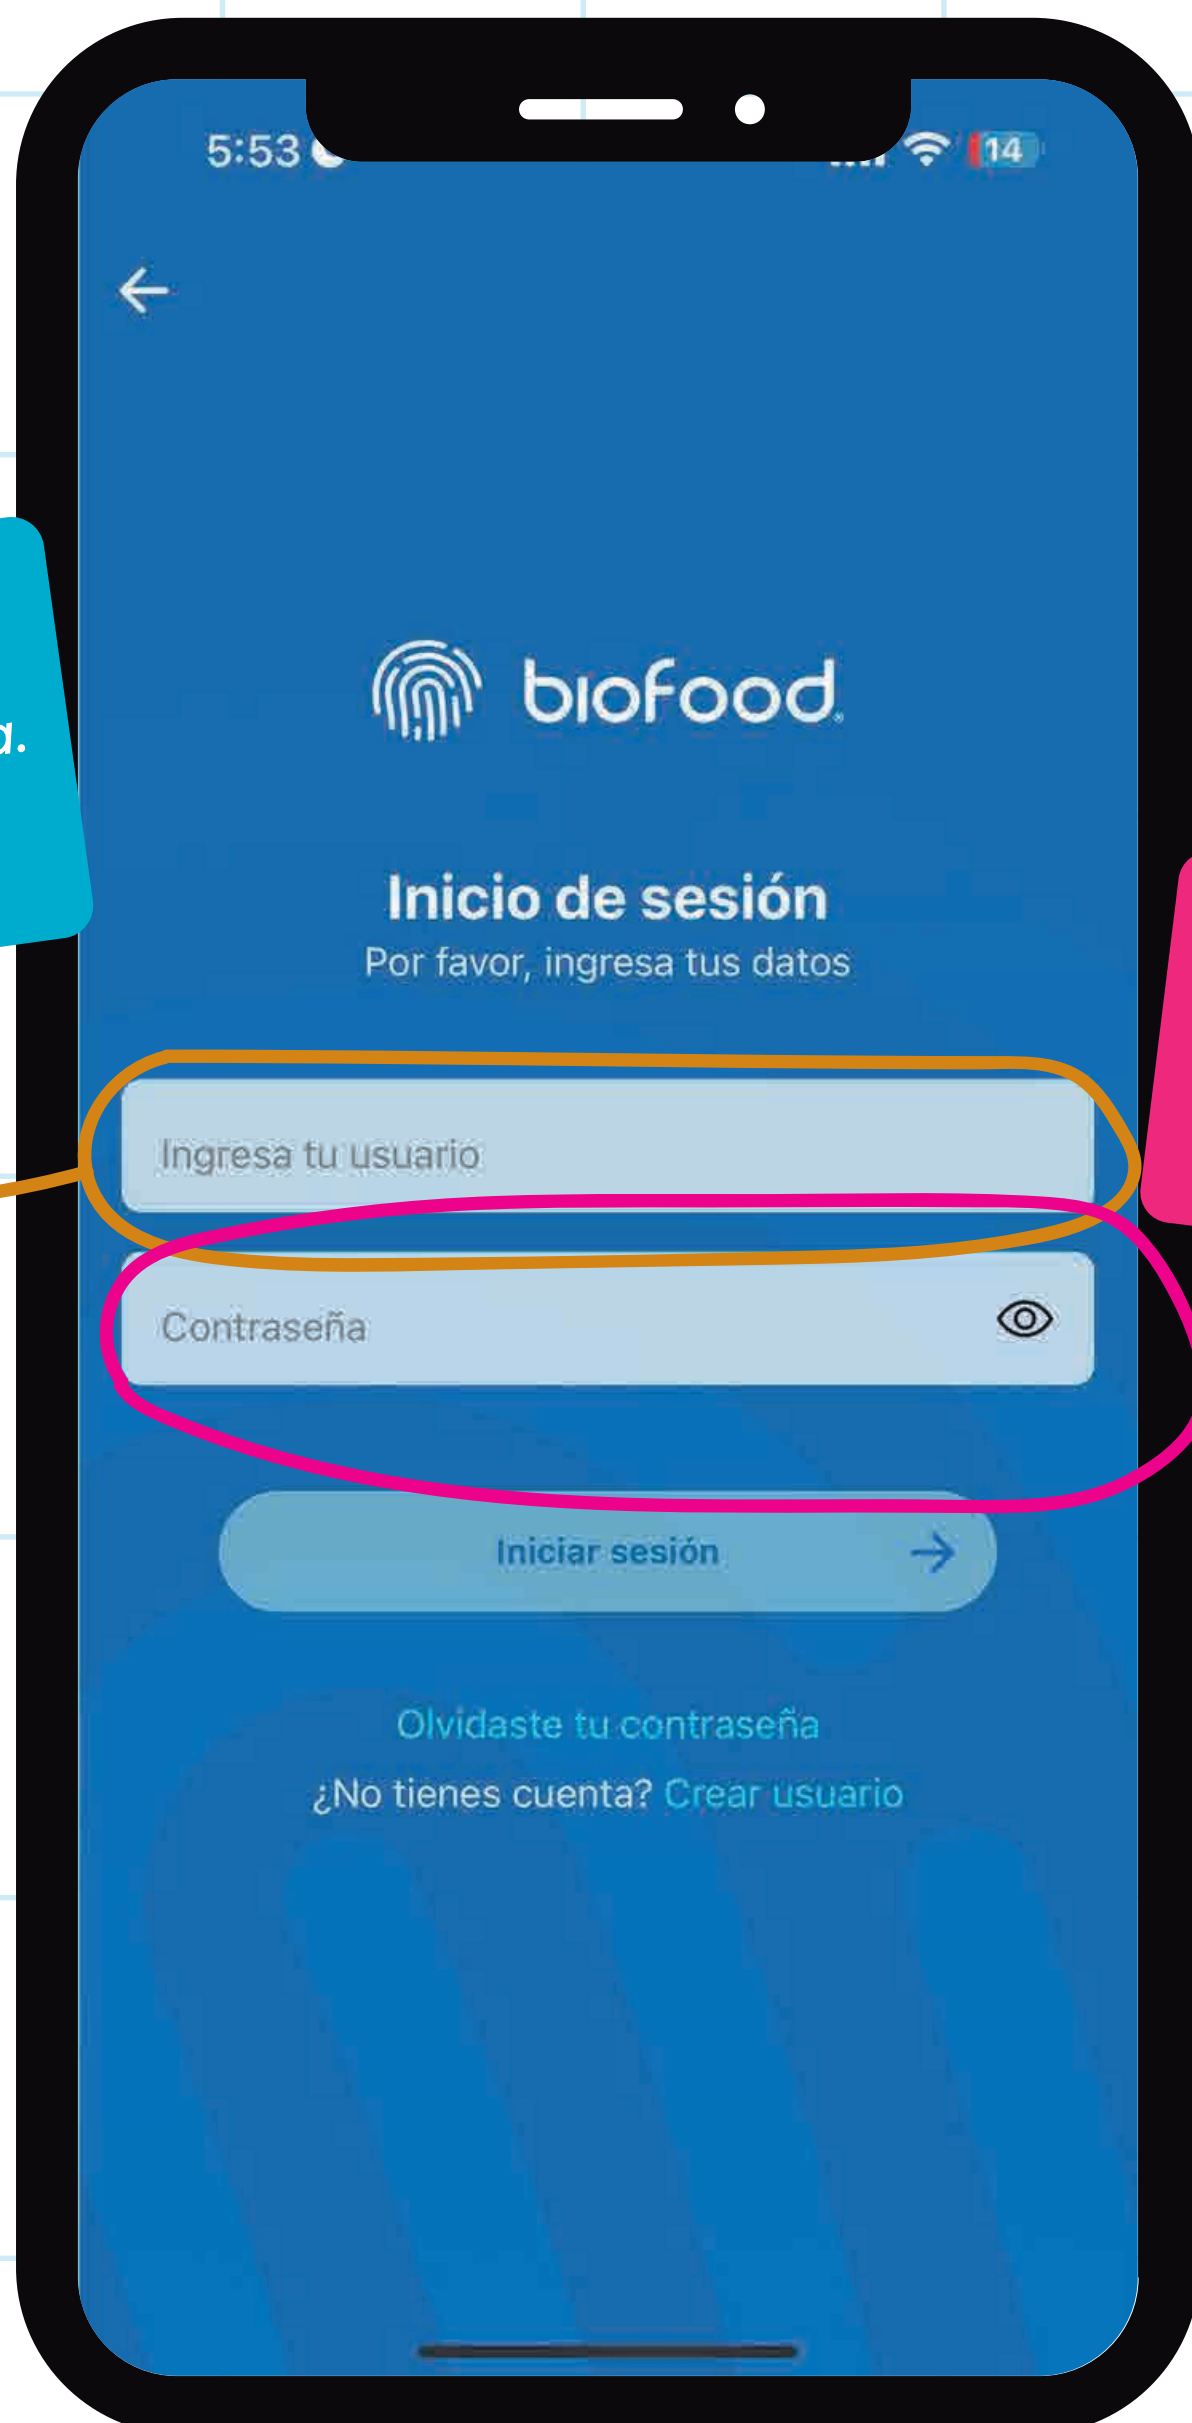 5:53
14
biofood
Inicio de sesión
Por favor, ingresa tus datos
Ingresa tu usuario
Contraseña
Iniciar sesión
Olvidaste tu contraseña
¿No tienes cuenta? Crear usuario